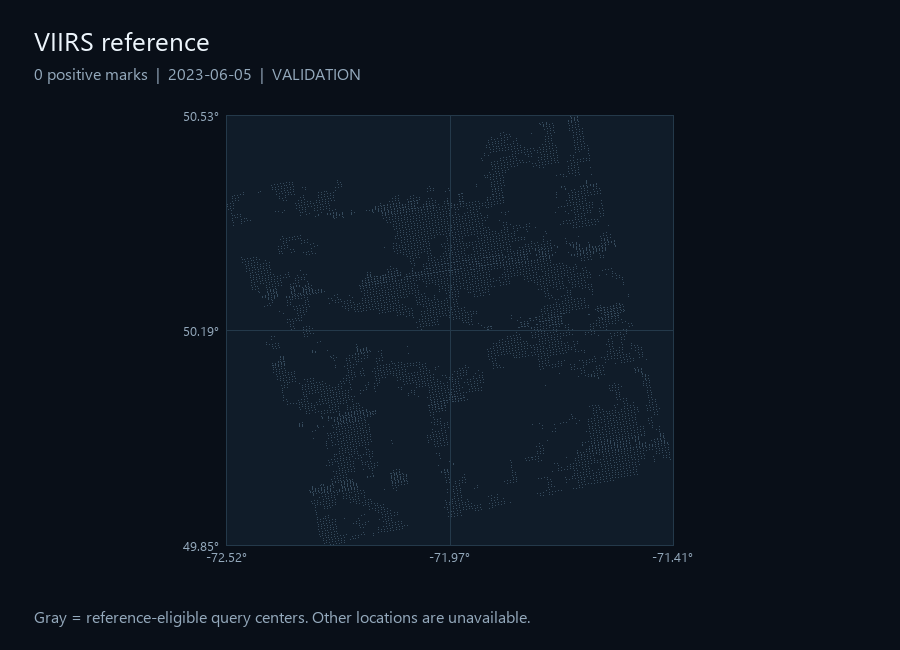 VIIRS reference
0 positive marks | 2023-06-05 | VALIDATION
50.53°
50.19°
49.85°
-72.52°
-71.97°
-71.41°
Gray = reference-eligible query centers. Other locations are unavailable.